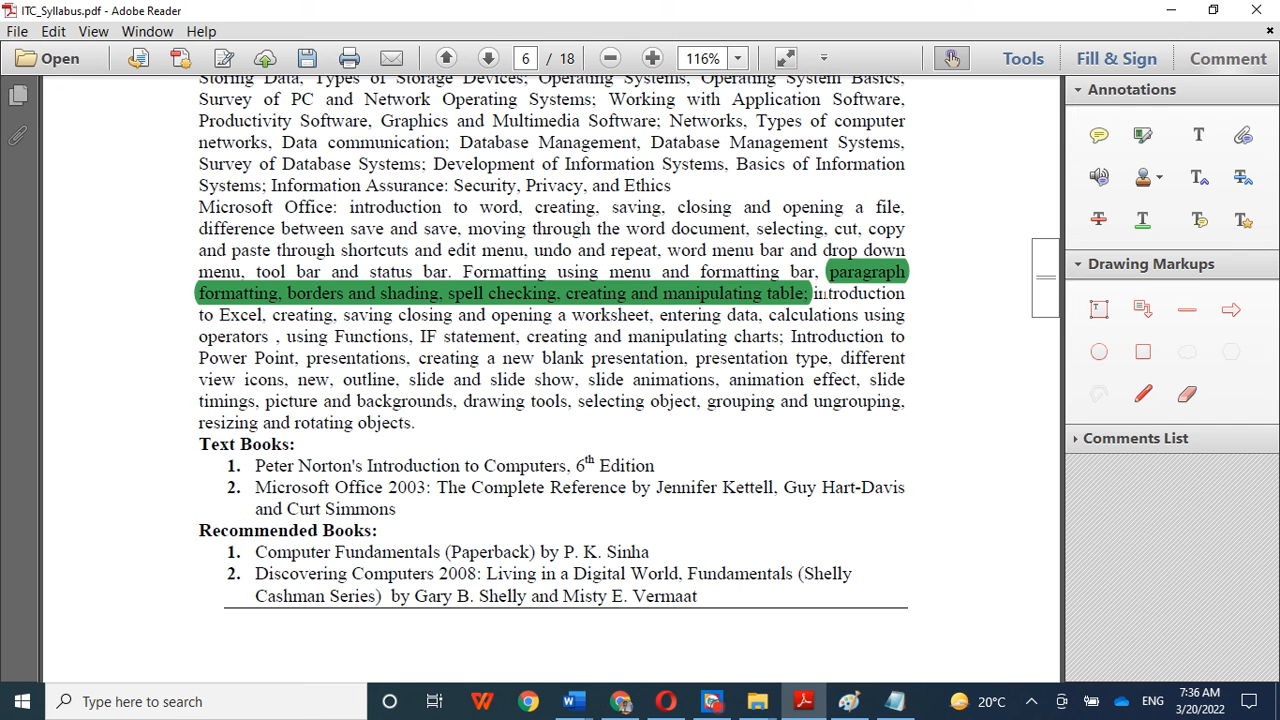 ITC_Syllabus.pdf - Adobe Reader
File Edit View Window Help
Open 6 / 18 116% Tools Fill & Sign Comment
Storing Data, Types of Storage Devices; Operating Systems, Operating System Basics,
Survey of PC and Network Operating Systems; Working with Application Software,
Productivity Software, Graphics and Multimedia Software; Networks, Types of computer
networks, Data communication; Database Management, Database Management Systems,
Survey of Database Systems; Development of Information Systems, Basics of Information
Systems; Information Assurance: Security, Privacy, and Ethics
Microsoft Office: introduction to word, creating, saving, closing and opening a file,
difference between save and save, moving through the word document, selecting, cut, copy
and paste through shortcuts and edit menu, undo and repeat, word menu bar and drop down
menu, tool bar and status bar. Formatting using menu and formatting bar, paragraph
formatting, borders and shading, spell checking, creating and manipulating table; introduction
to Excel, creating, saving closing and opening a worksheet, entering data, calculations using
operators , using Functions, IF statement, creating and manipulating charts; Introduction to
Power Point, presentations, creating a new blank presentation, presentation type, different
view icons, new, outline, slide and slide show, slide animations, animation effect, slide
timings, picture and backgrounds, drawing tools, selecting object, grouping and ungrouping,
resizing and rotating objects.
Text Books:
1. Peter Norton's Introduction to Computers, 6th Edition
2. Microsoft Office 2003: The Complete Reference by Jennifer Kettell, Guy Hart-Davis
and Curt Simmons
Recommended Books:
1. Computer Fundamentals (Paperback) by P. K. Sinha
2. Discovering Computers 2008: Living in a Digital World, Fundamentals (Shelly
Cashman Series) by Gary B. Shelly and Misty E. Vermaat
Annotations
Drawing Markups
Comments List
Type here to search
20°C
ENG
7:36 AM
3/20/2022